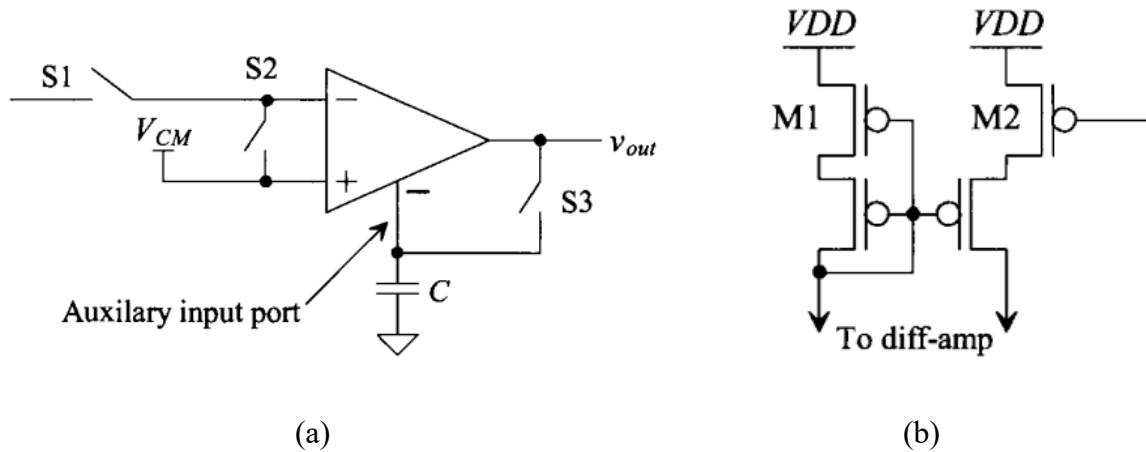 S1
S2
V_CM
−
+
−
v_out
S3
Auxilary input port
C
VDD
VDD
M1
M2
To diff-amp
(a)
(b)